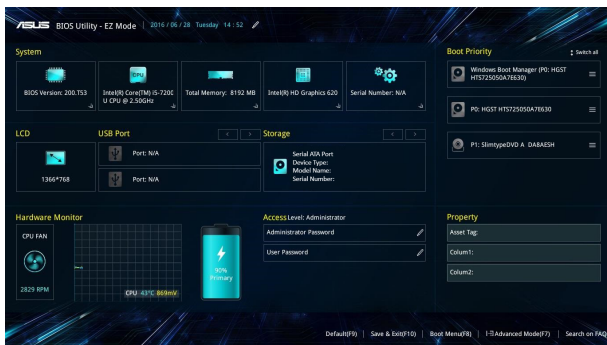 ASUS BIOS Utility - EZ Mode | 2016 / 06 / 28 Tuesday 14 : 52
System
BIOS Version: 200.T53
CPU
Intel(R) Core(TM) i5-7200
U CPU @ 2.50GHz
Total Memory: 8192 MB
Intel(R) HD Graphics 620
Serial Number: N/A
Boot Priority
Switch all
Windows Boot Manager (P0: HGST
HTS725050A7E630)
P0: HGST HTS725050A7E630
P1: SlimtypeDVD A DA8AESH
LCD
1366*768
USB Port
Port: N/A
Port: N/A
Storage
Serial ATA Port
Device Type:
Model Name:
Serial Number:
Hardware Monitor
CPU FAN
2829 RPM
CPU 43°C 869mV
90%
Primary
Access Level: Administrator
Administrator Password
User Password
Property
Asset Tag:
Colum1:
Colum2:
Default(F9) | Save & Exit(F10) | Boot Menu(F8) | Advanced Mode(F7) | Search on FAQ